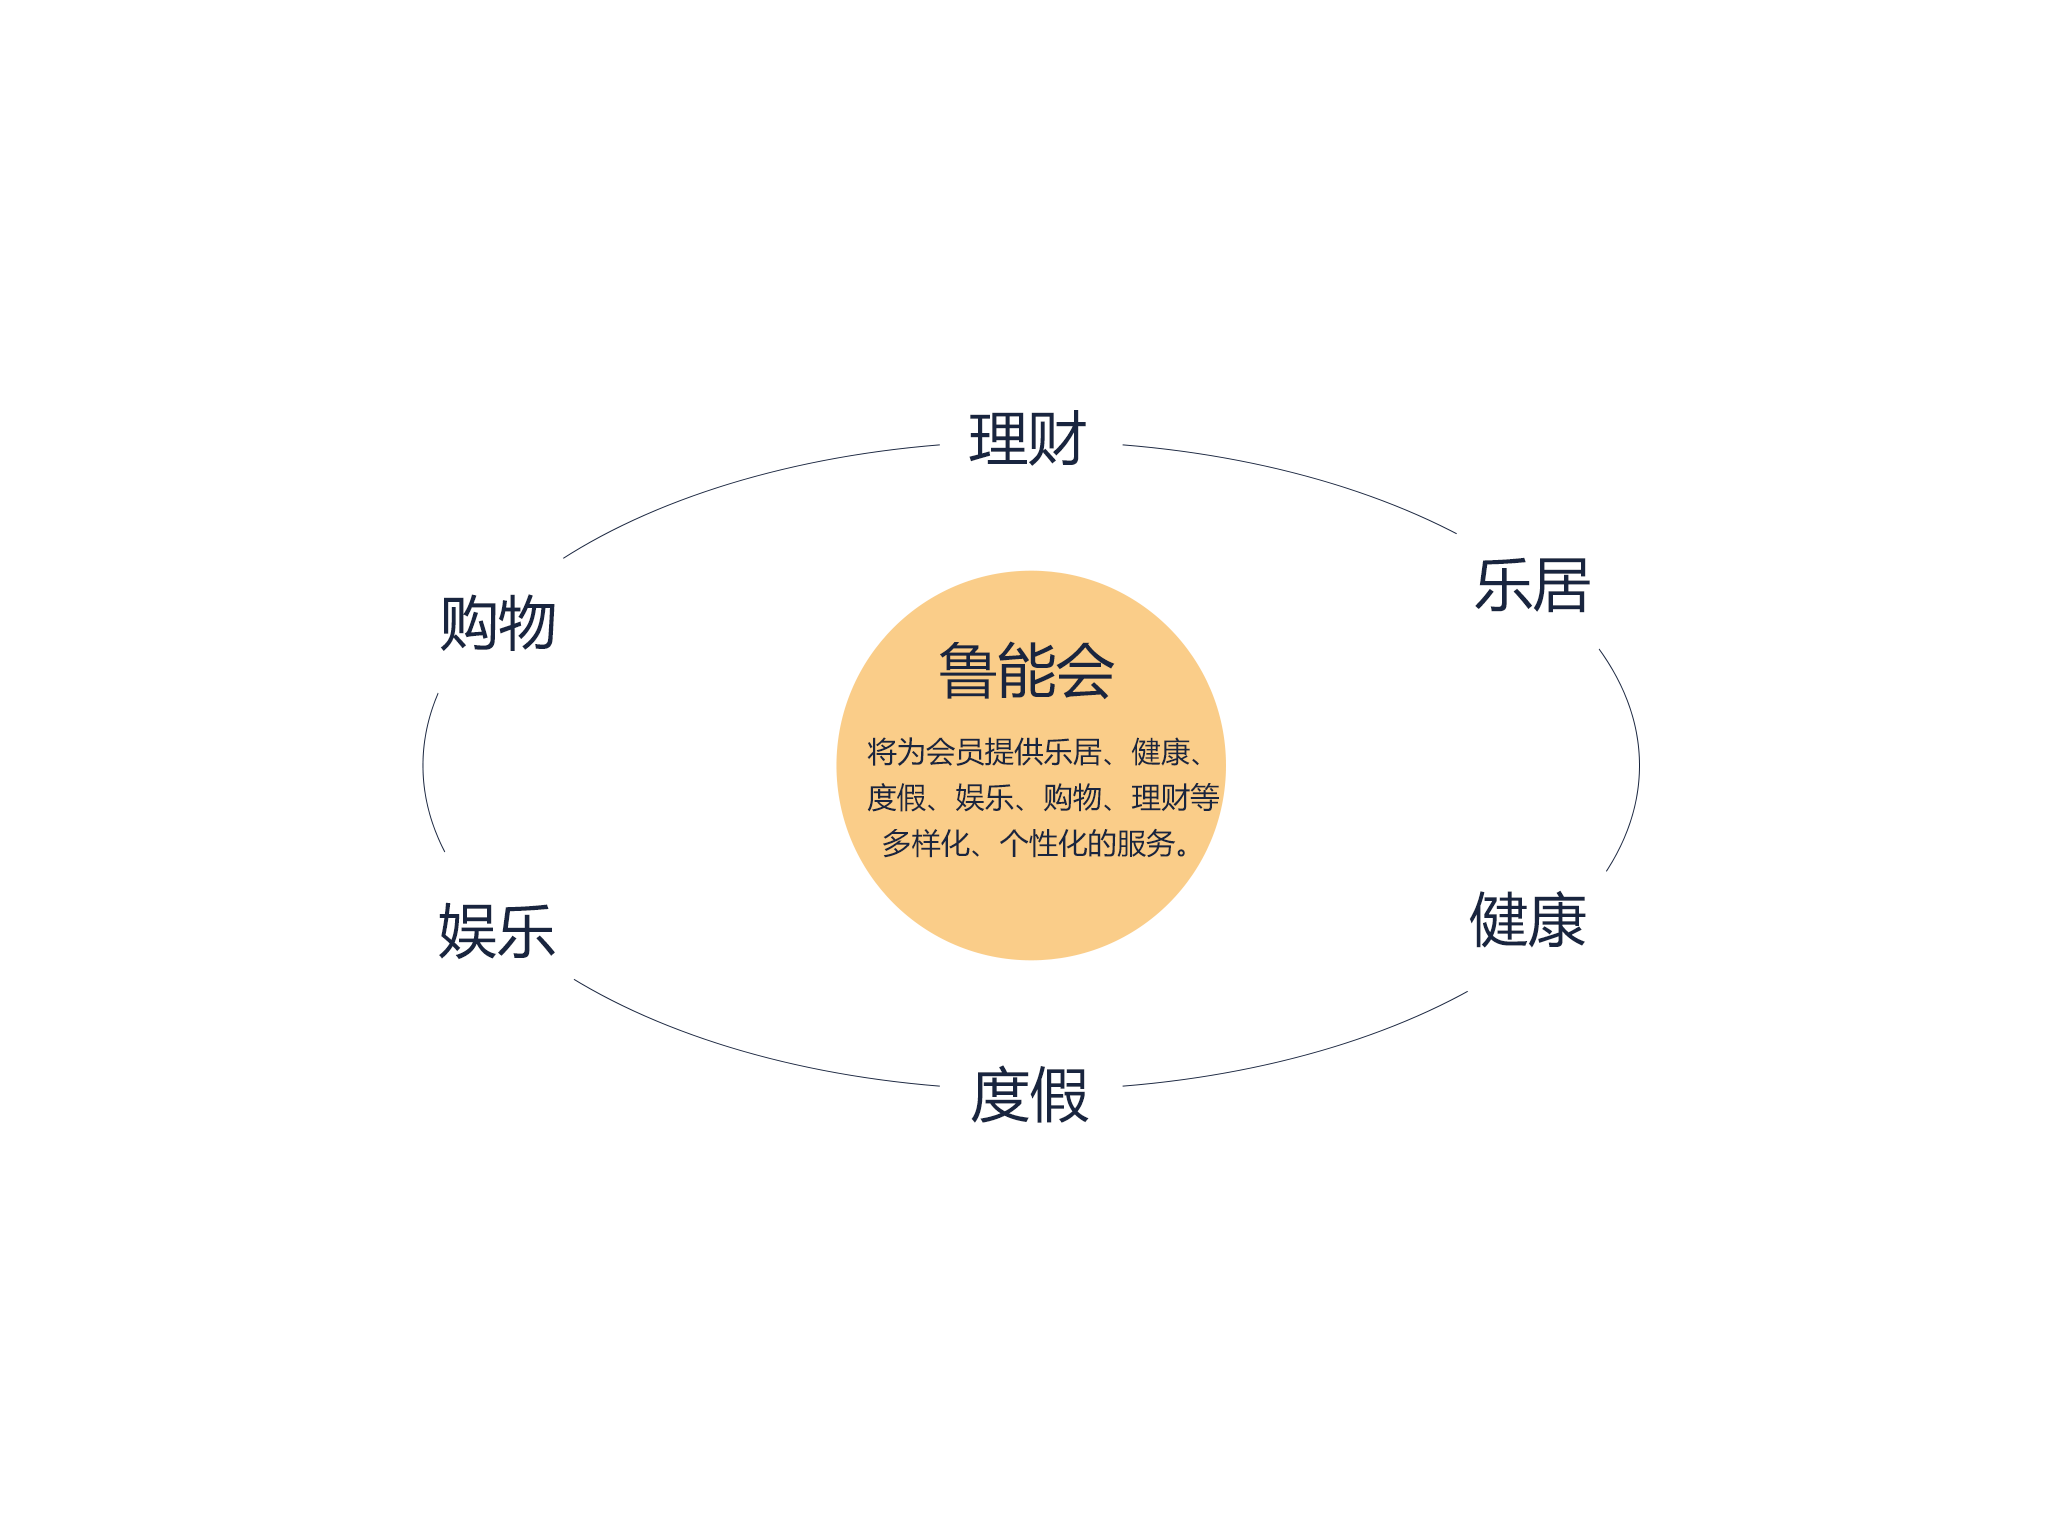 理财
乐居
购物
鲁能会
将为会员提供乐居、健康、
度假、娱乐、购物、理财等
多样化、个性化的服务。
健康
娱乐
度假